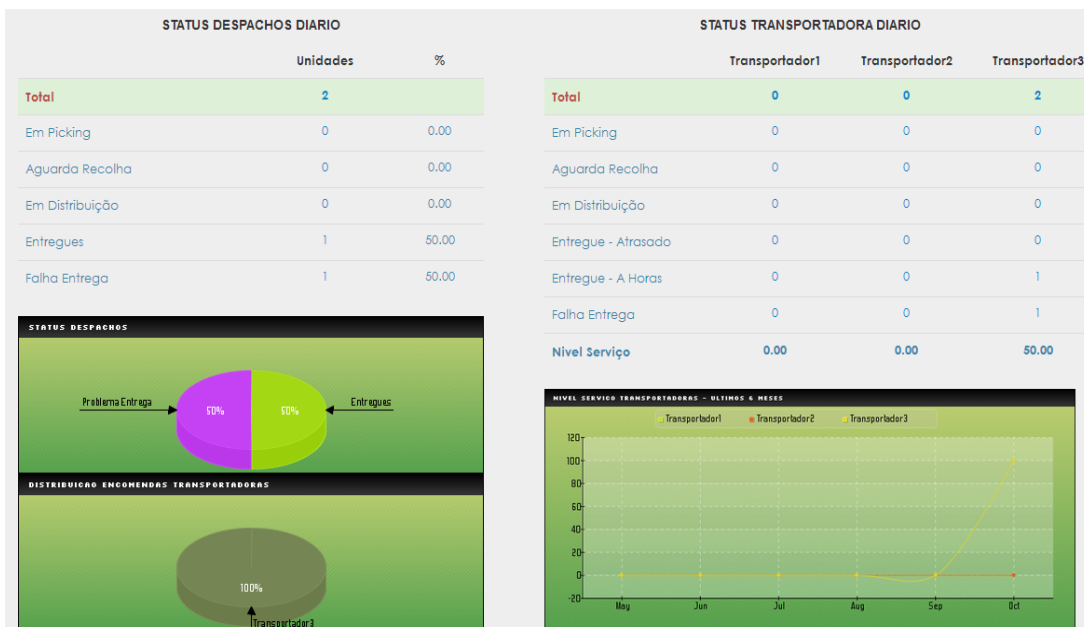 STATUS DESPACHOS DIARIO
Unidades %
Total 2
Em Picking 0 0.00
Aguarda Recolha 0 0.00
Em Distribuição 0 0.00
Entregues 1 50.00
Falha Entrega 1 50.00
STATUS DESPACHOS
Problema Entrega 50% 50% Entregues
DISTRIBUICAO ENCOMENDAS TRANSPORTADORAS
100%
Transportador3
STATUS TRANSPORTADORA DIARIO
Transportador1 Transportador2 Transportador3
Total 0 0 2
Em Picking 0 0 0
Aguarda Recolha 0 0 0
Em Distribuição 0 0 0
Entregue - Atrasado 0 0 0
Entregue - A Horas 0 0 1
Falha Entrega 0 0 1
Nivel Serviço 0.00 0.00 50.00
NIVEL SERVICO TRANSPORTADORAS - ULTIMOS 6 MESES
Transportador1 Transportador2 Transportador3
120
100
80
60
40
20
0
-20
May Jun Jul Aug Sep Oct